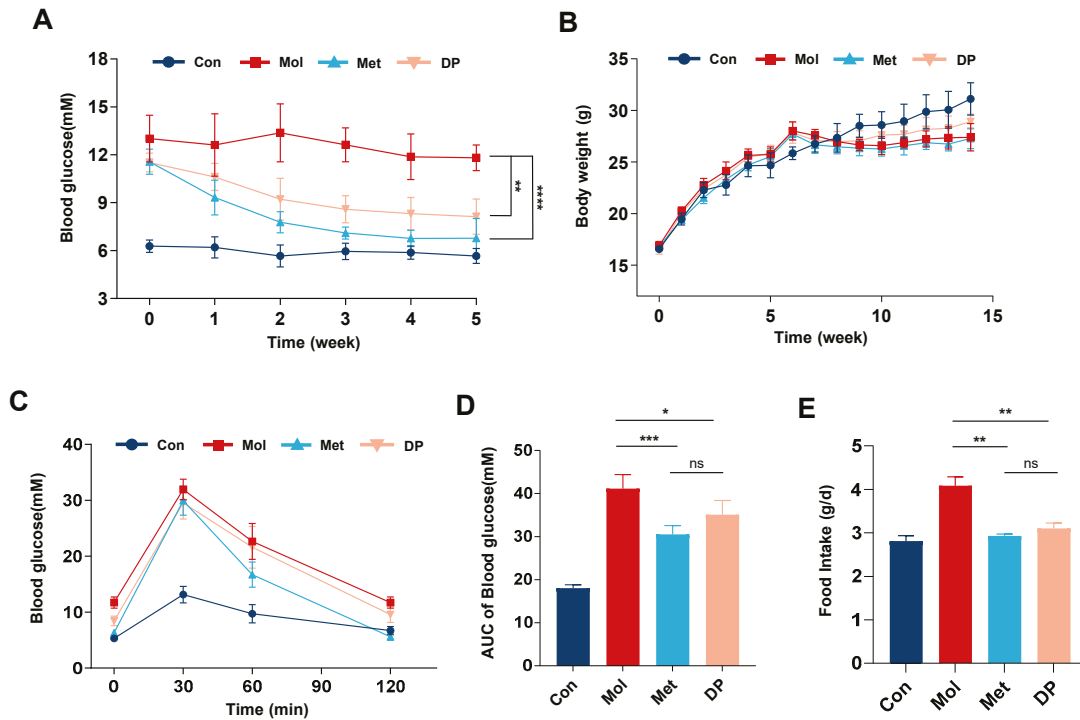 A
Con Mol Met DP
Blood glucose(mM)
18
15
12
9
6
3
**
****
0 1 2 3 4 5
Time (week)
B
Con Mol Met DP
Body weight (g)
35
30
25
20
15
0 5 10 15
Time (week)
C
Con Mol Met DP
Blood glucose(mM)
40
30
20
10
0
0 30 60 90 120
Time (min)
D
*
***
ns
AUC of Blood glucose(mM)
50
40
30
20
10
0
Con Mol Met DP
E
**
**
ns
Food Intake (g/d)
5
4
3
2
1
0
Con Mol Met DP